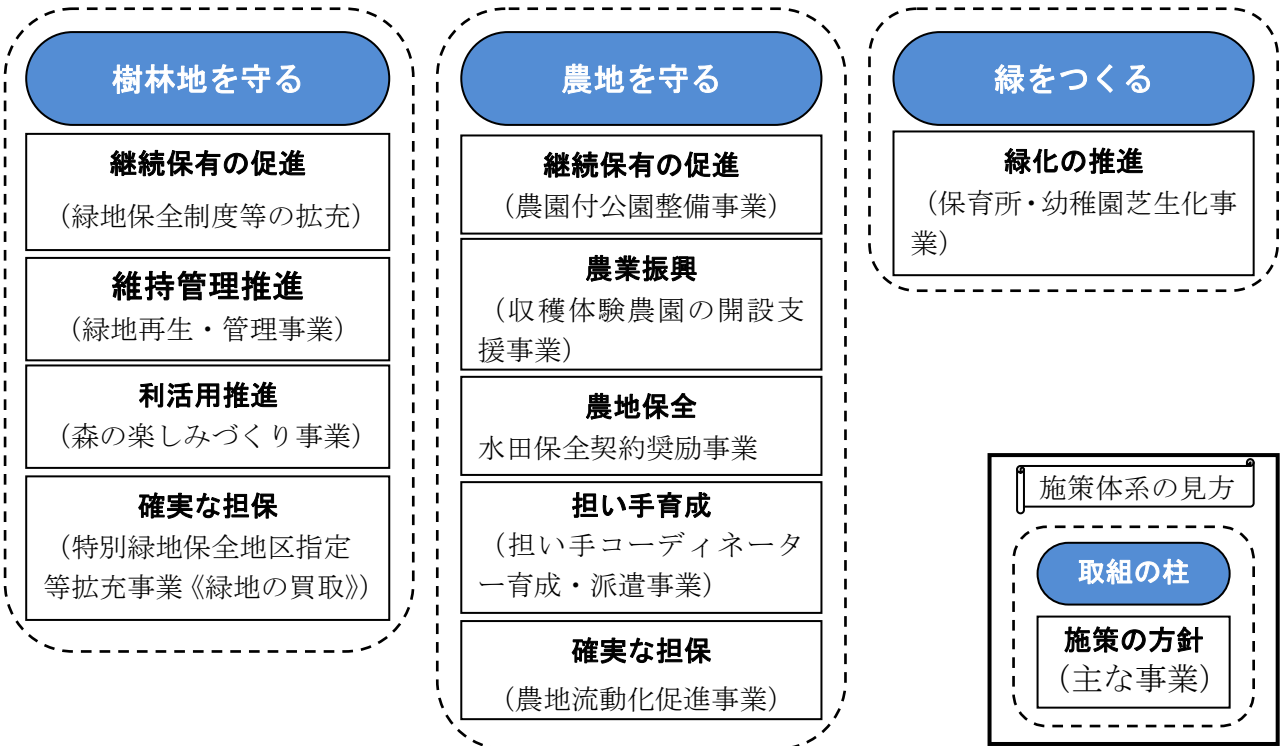 樹林地を守る
継続保有の促進
（緑地保全制度等の拡充）
維持管理推進
（緑地再生・管理事業）
利活用推進
（森の楽しみづくり事業）
確実な担保
（特別緑地保全地区指定
等拡充事業《緑地の買取》）
農地を守る
継続保有の促進
（農園付公園整備事業）
農業振興
（収穫体験農園の開設支
援事業）
農地保全
水田保全契約奨励事業
担い手育成
（担い手コーディネータ
ー育成・派遣事業）
確実な担保
（農地流動化促進事業）
緑をつくる
緑化の推進
（保育所・幼稚園芝生化事
業）
施策体系の見方
取組の柱
施策の方針
（主な事業）